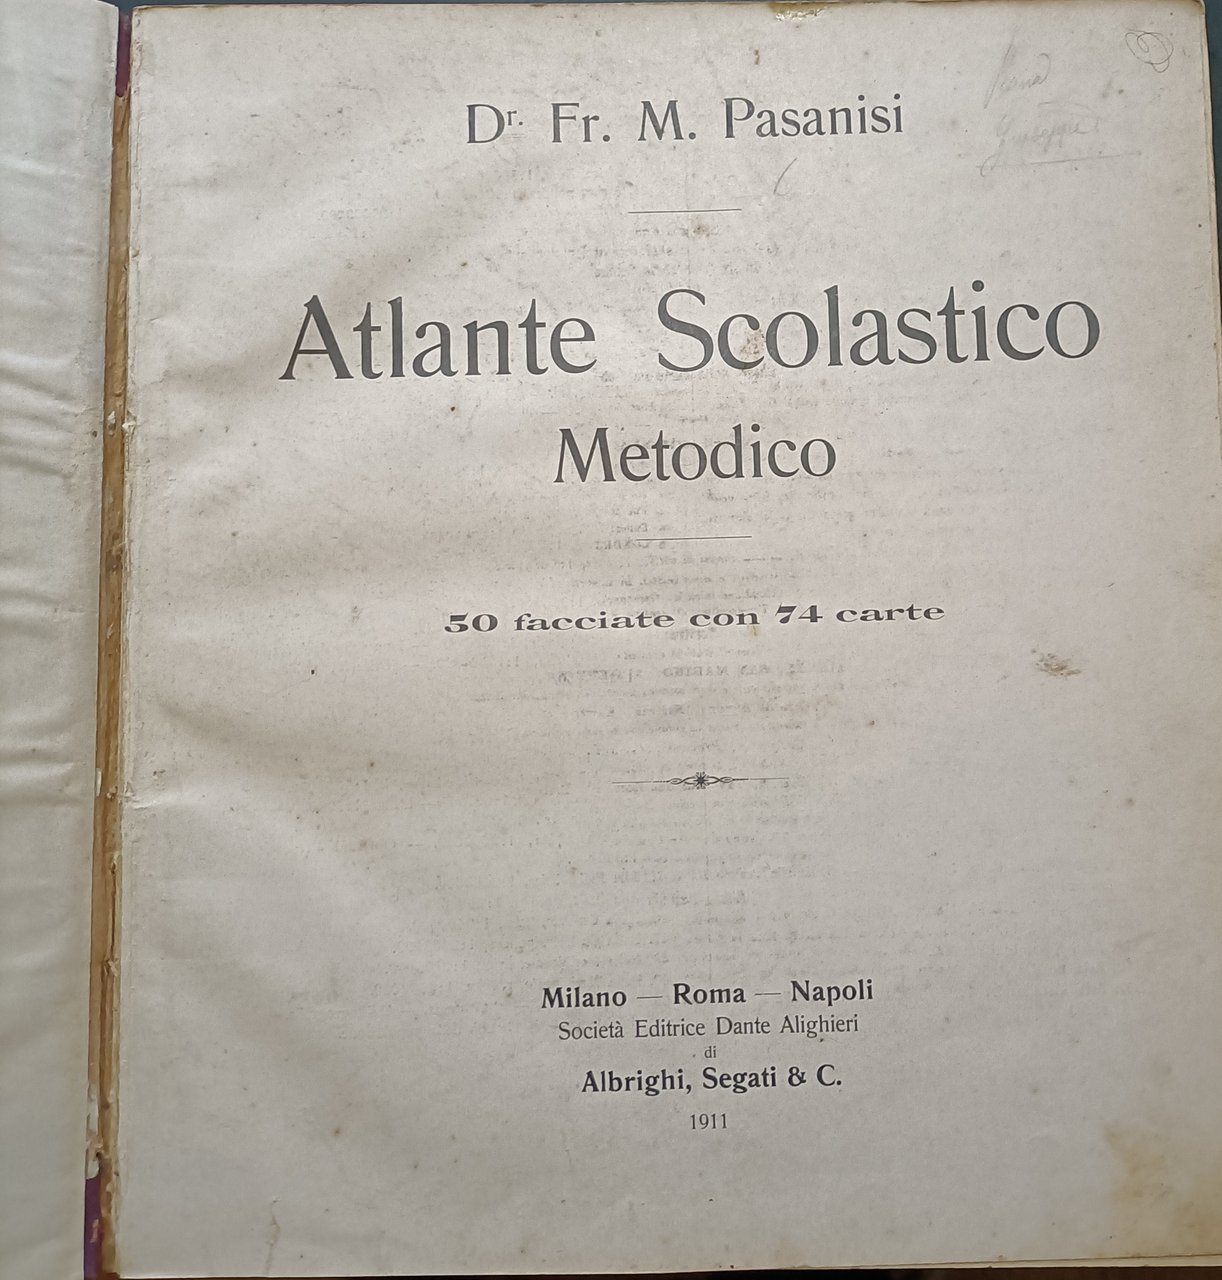 Dr. Fr. M. Pasanisi
Giuseppe
Atlante Scolastico
Metodico
50 facciate con 74 carte
Milano — Roma — Napoli
Società Editrice Dante Alighieri
di
Albrighi, Segati & C.
1911